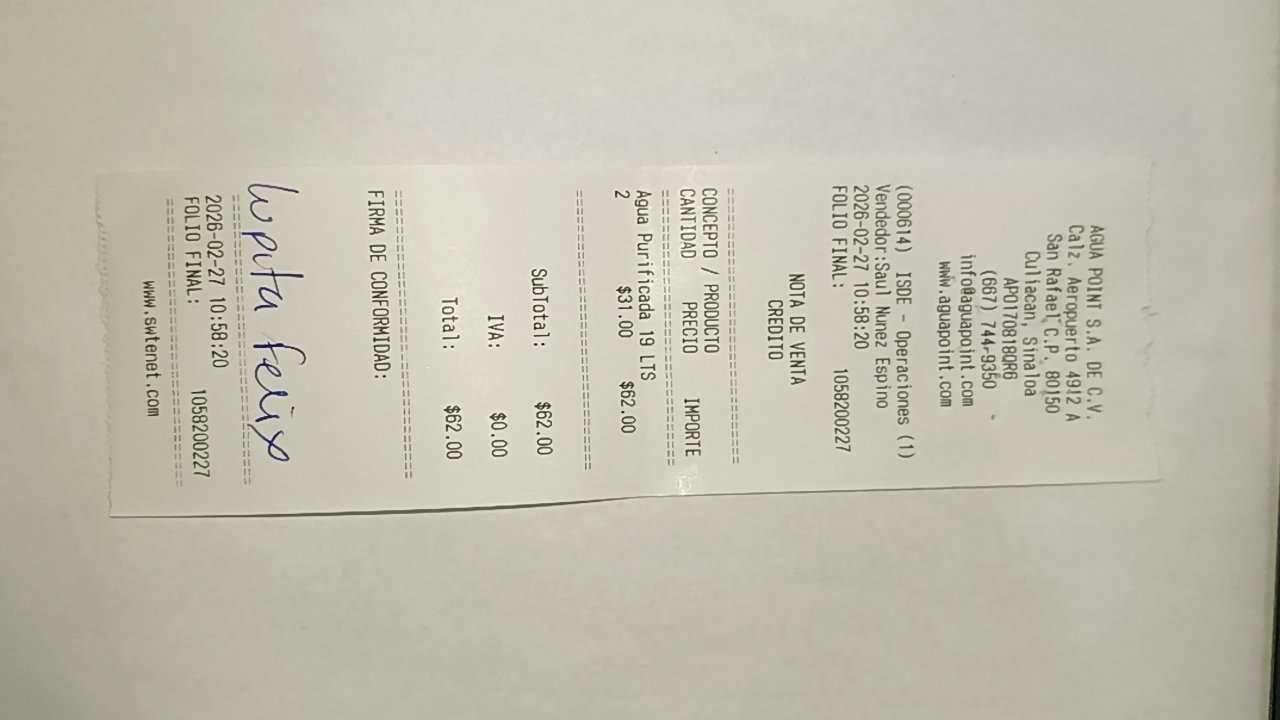 AGUA POINT S.A. DE C.V.
Calz. Aeropuerto 4912 A
San Rafael C.P. 80150
Culiacan, Sinaloa
APO170818QR6
(667) 744-9350
info@aguapoint.com
www.aguapoint.com
(000614) ISDE - Operaciones (1)
Vendedor:Saul Nunez Espino
2026-02-27 10:58:20
FOLIO FINAL: 1058200227
NOTA DE VENTA
CREDITO
CONCEPTO / PRODUCTO
CANTIDAD PRECIO IMPORTE
Agua Purificada 19 LTS
2 $31.00 $62.00
SubTotal: $62.00
IVA: $0.00
Total: $62.00
FIRMA DE CONFORMIDAD:
Lupita Felix
2026-02-27 10:58:20
FOLIO FINAL: 1058200227
www.swtenet.com